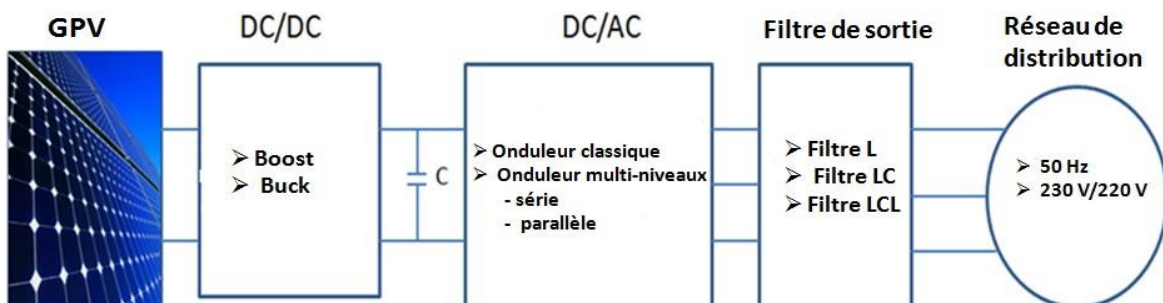 GPV
DC/DC
DC/AC
Filtre de sortie
Réseau de
distribution
➢ Boost
➢ Buck
C
➢ Onduleur classique
➢ Onduleur multi-niveaux
- série
- parallèle
➢ Filtre L
➢ Filtre LC
➢ Filtre LCL
➢ 50 Hz
➢ 230 V/220 V